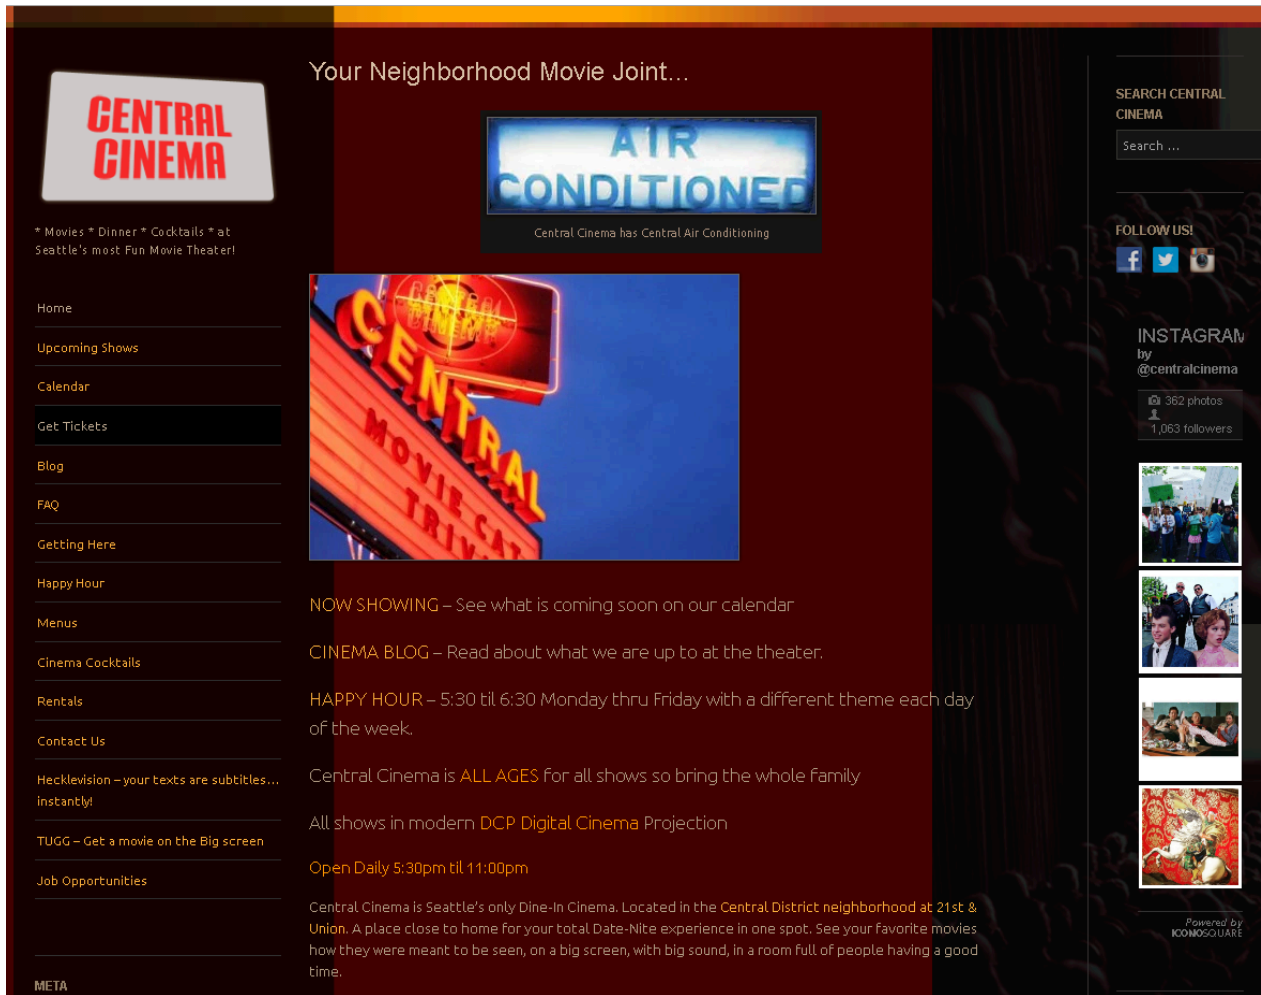 CENTRAL
CINEMA
* Movies * Dinner * Cocktails * at
Seattle's most Fun Movie Theater!
Home
Upcoming Shows
Calendar
Get Tickets
Blog
FAQ
Getting Here
Happy Hour
Menus
Cinema Cocktails
Rentals
Contact Us
Hecklevision – your texts are subtitles...
instantly!
TUGG – Get a movie on the Big screen
Job Opportunities
META
Your Neighborhood Movie Joint...
AIR
CONDITIONED
Central Cinema has Central Air Conditioning
CENTRAL
CINEMA
CENTRAL
MOVIE CAT
TRIV
NOW SHOWING – See what is coming soon on our calendar
CINEMA BLOG – Read about what we are up to at the theater.
HAPPY HOUR – 5:30 til 6:30 Monday thru Friday with a different theme each day
of the week.
Central Cinema is ALL AGES for all shows so bring the whole family
All shows in modern DCP Digital Cinema Projection
Open Daily 5:30pm til 11:00pm
Central Cinema is Seattle's only Dine-In Cinema. Located in the Central District neighborhood at 21st &
Union. A place close to home for your total Date-Nite experience in one spot. See your favorite movies
how they were meant to be seen, on a big screen, with big sound, in a room full of people having a good
time.
SEARCH CENTRAL
CINEMA
Search ...
FOLLOW US!
INSTAGRAM
by
@centralcinema
362 photos
1,063 followers
Powered by
ICONOSQUARE